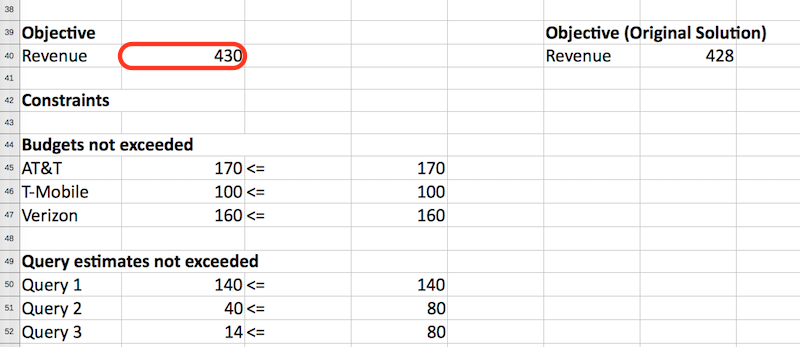 38
39 Objective Objective (Original Solution)
40 Revenue 430 Revenue 428
41
42 Constraints
43
44 Budgets not exceeded
45 AT&T 170 <= 170
46 T-Mobile 100 <= 100
47 Verizon 160 <= 160
48
49 Query estimates not exceeded
50 Query 1 140 <= 140
51 Query 2 40 <= 80
52 Query 3 14 <= 80